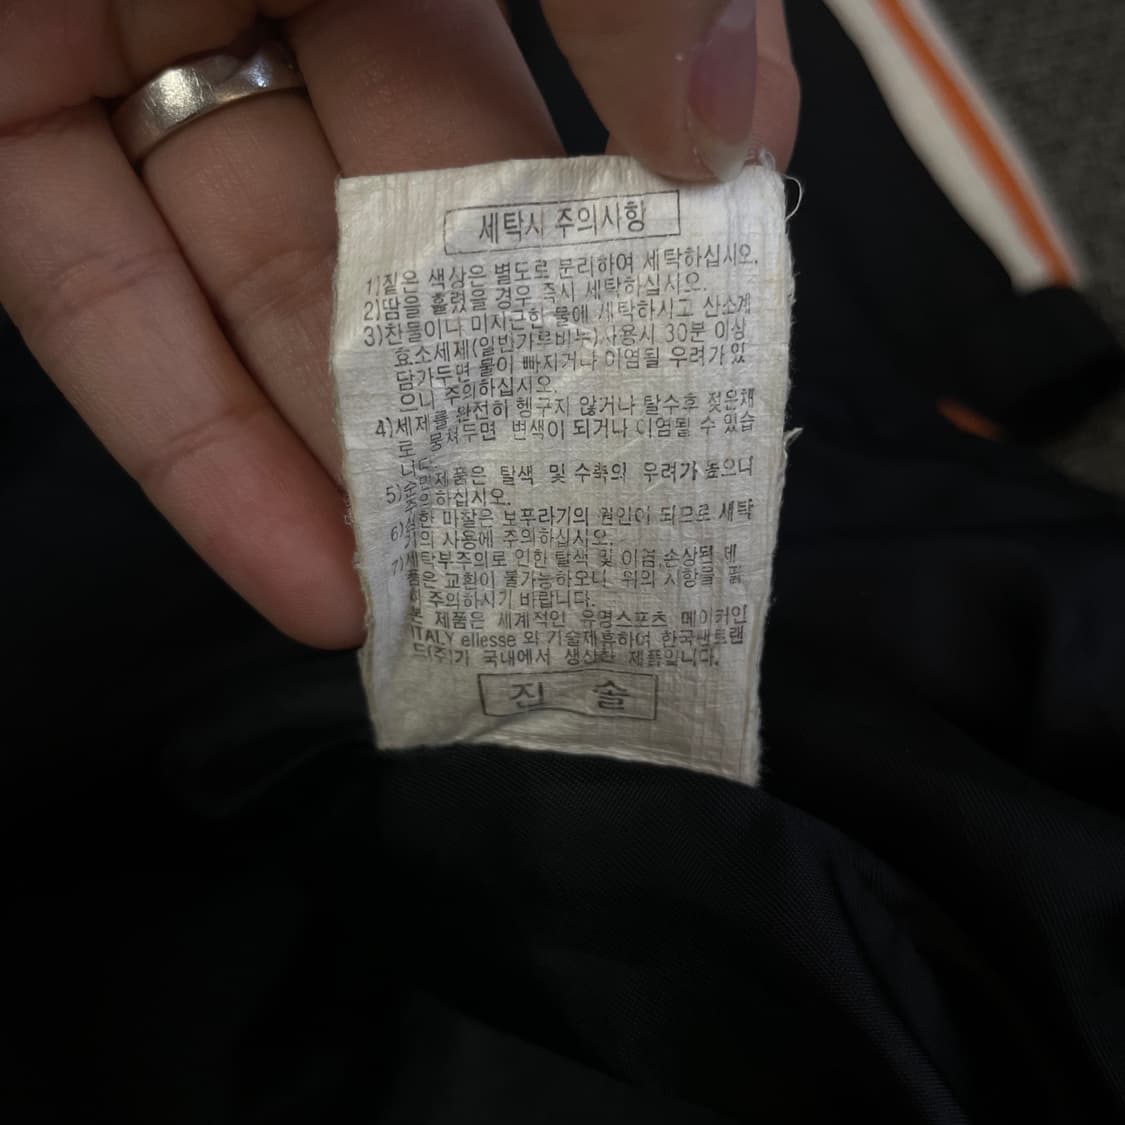 세탁시 주의사항
1)짙은 색상은 별도로 분리하여 세탁하십시오.
2)땀을 흘렸을 경우 즉시 세탁하십시오.
3)찬물이나 미지근한 물에 세탁하시고 산소계
효소세제(일반가루비누)사용시 30분 이상
담가두면 물이 빠지거나 이염될 우려가 있
으니 주의하십시오.
4)세제를 완전히 헹구지 않거나 탈수후 젖은채
로 뭉쳐두면 변색이 되거나 이염될 수 있습
니다.
5)순면제품은 탈색 및 수축의 우려가 높으니
주의하십시오.
6)심한 마찰은 보푸라기의 원인이 되므로 세탁
기의 사용에 주의하십시오.
7)세탁부주의로 인한 탈색 및 이염,손상된 제
품은 교환이 불가능하오니 위의 사항을 필
히 주의하시기 바랍니다.
본 제품은 세계적인 유명스포츠 메이커인
ITALY ellesse 와 기술제휴하여 한국쌘트랜
드(주)가 국내에서 생산한 제품입니다.
진 솔